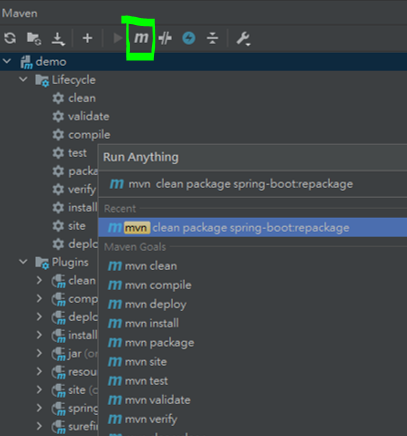 Maven
m
demo
Lifecycle
clean
validate
compile
test
packa
verify
install
site
deplo
Plugins
clean
comp
deplo
install
jar (or
resou
site (d
spring
surefi
Run Anything
m mvn clean package spring-boot:repackage
Recent
m mvn clean package spring-boot:repackage
Maven Goals
m mvn clean
m mvn compile
m mvn deploy
m mvn install
m mvn package
m mvn site
m mvn test
m mvn validate
m mvn verify